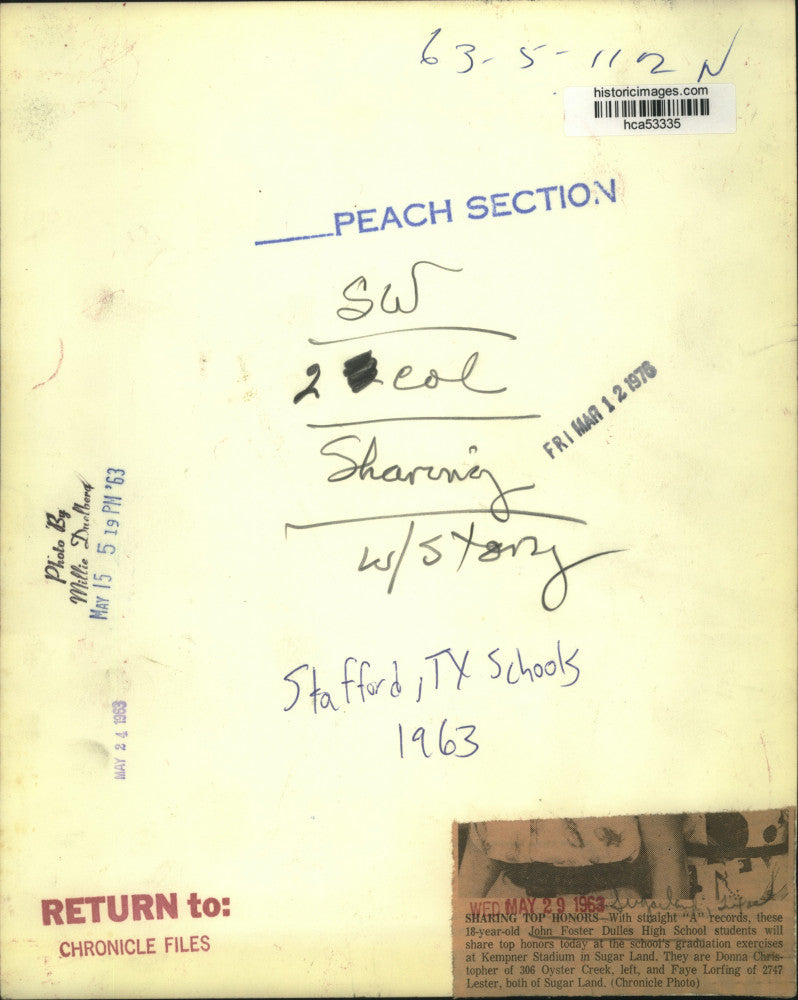 63-5-112 N
historicimages.com
hca53335
PEACH SECTION
SW
2 col
Sharing
w/story
FRI MAR 12 1976
Photo By
Millie Duelberg
MAY 15 5 19 PM '63
MAY 24 1963
Stafford, TX Schools
1963
RETURN to:
CHRONICLE FILES
WED MAY 29 1963
SHARING TOP HONORS—With straight "A" records, these
18-year-old John Foster Dulles High School students will
share top honors today at the school's graduation exercises
at Kempner Stadium in Sugar Land. They are Donna Chris-
topher of 306 Oyster Creek, left, and Faye Lorfing of 2747
Lester, both of Sugar Land. (Chronicle Photo)